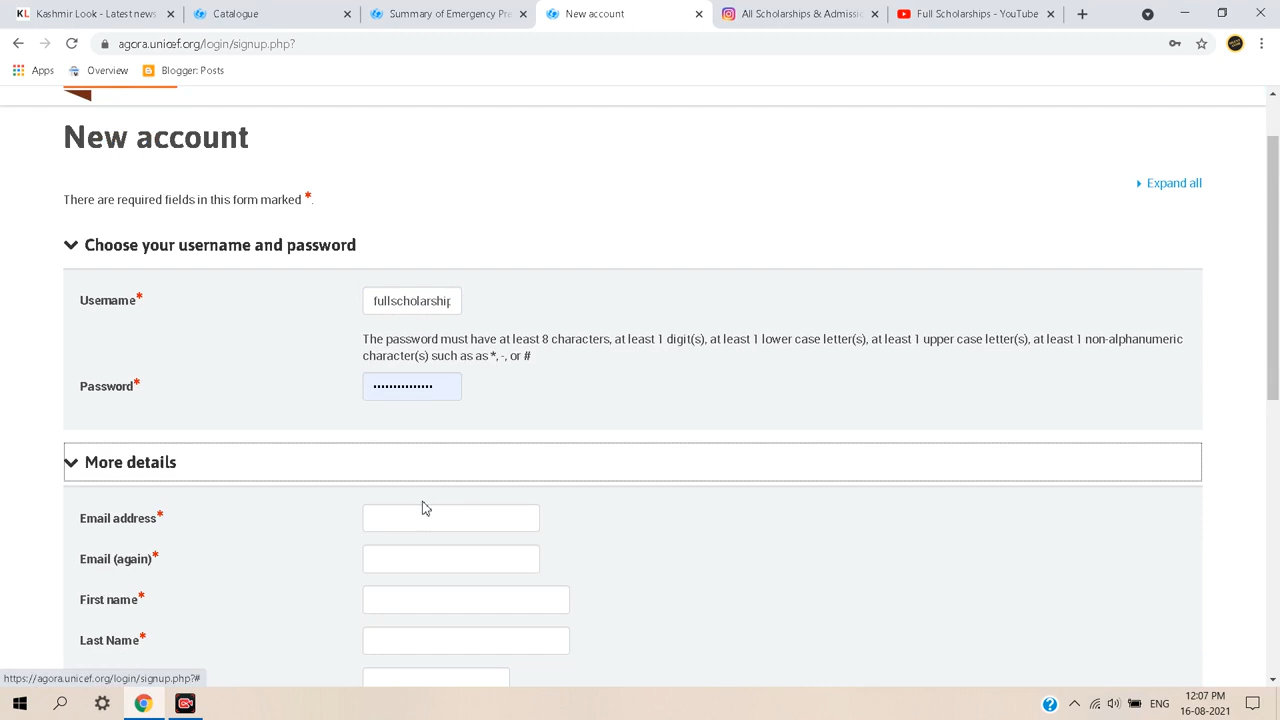 Kashmir Look - Latest news
Catalogue
Summary of Emergency Pre
New account
All Scholarships & Admissi
Full Scholarships - YouTube
agora.unicef.org/login/signup.php?
Apps
Overview
Blogger: Posts
New account
Expand all
There are required fields in this form marked *.
Choose your username and password
Username*
fullscholarship
The password must have at least 8 characters, at least 1 digit(s), at least 1 lower case letter(s), at least 1 upper case letter(s), at least 1 non-alphanumeric
character(s) such as as *, -, or #
Password*
•••••••••••••••
More details
Email address*
Email (again)*
First name*
Last Name*
https://agora.unicef.org/login/signup.php?#
12:07 PM
ENG
16-08-2021